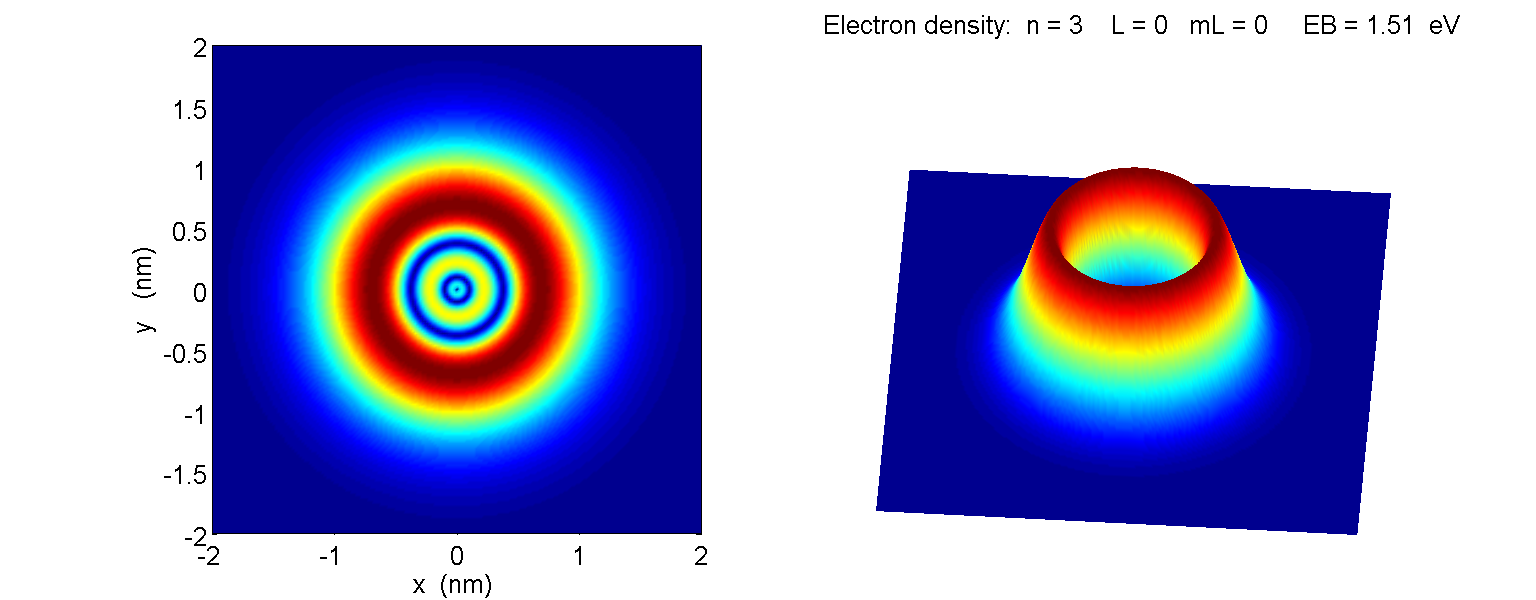 Electron density: n = 3 L = 0 mL = 0 EB = 1.51 eV
2
1.5
1
0.5
0
-0.5
-1
-1.5
-2
y (nm)
-2 -1 0 1 2
x (nm)